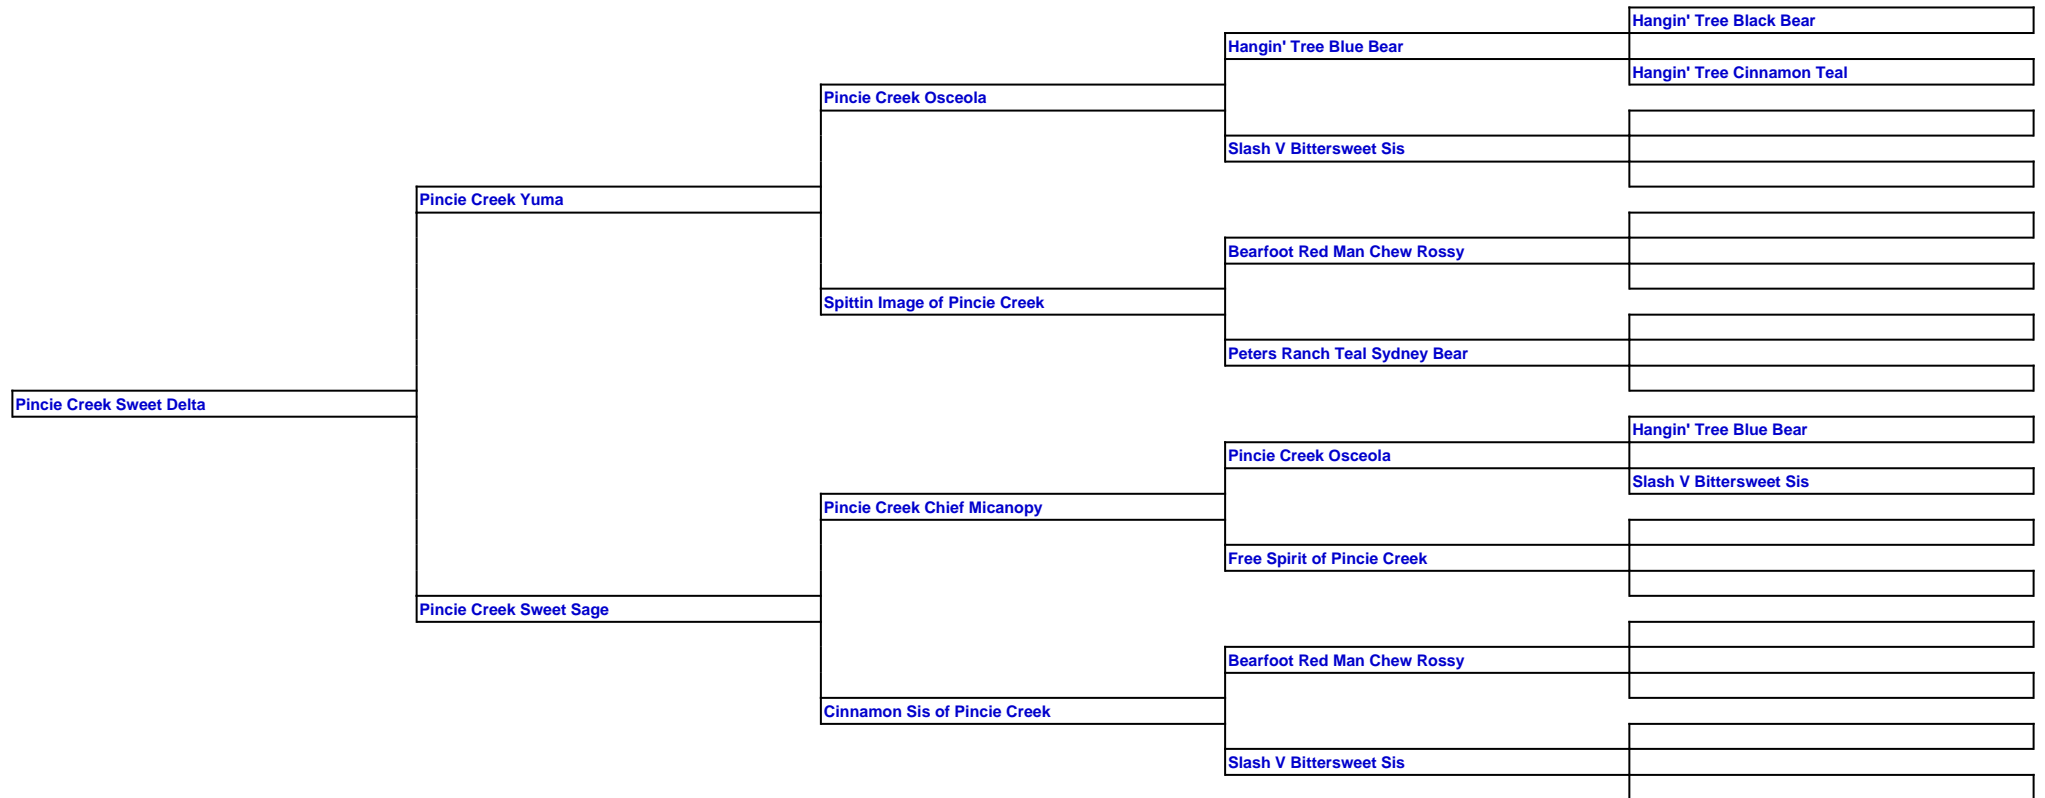 Hangin' Tree Black Bear
Hangin' Tree Blue Bear
Hangin' Tree Cinnamon Teal
Pincie Creek Osceola
Slash V Bittersweet Sis
Pincie Creek Yuma
Bearfoot Red Man Chew Rossy
Spittin Image of Pincie Creek
Peters Ranch Teal Sydney Bear
Pincie Creek Sweet Delta
Hangin' Tree Blue Bear
Pincie Creek Osceola
Slash V Bittersweet Sis
Pincie Creek Chief Micanopy
Free Spirit of Pincie Creek
Pincie Creek Sweet Sage
Bearfoot Red Man Chew Rossy
Cinnamon Sis of Pincie Creek
Slash V Bittersweet Sis